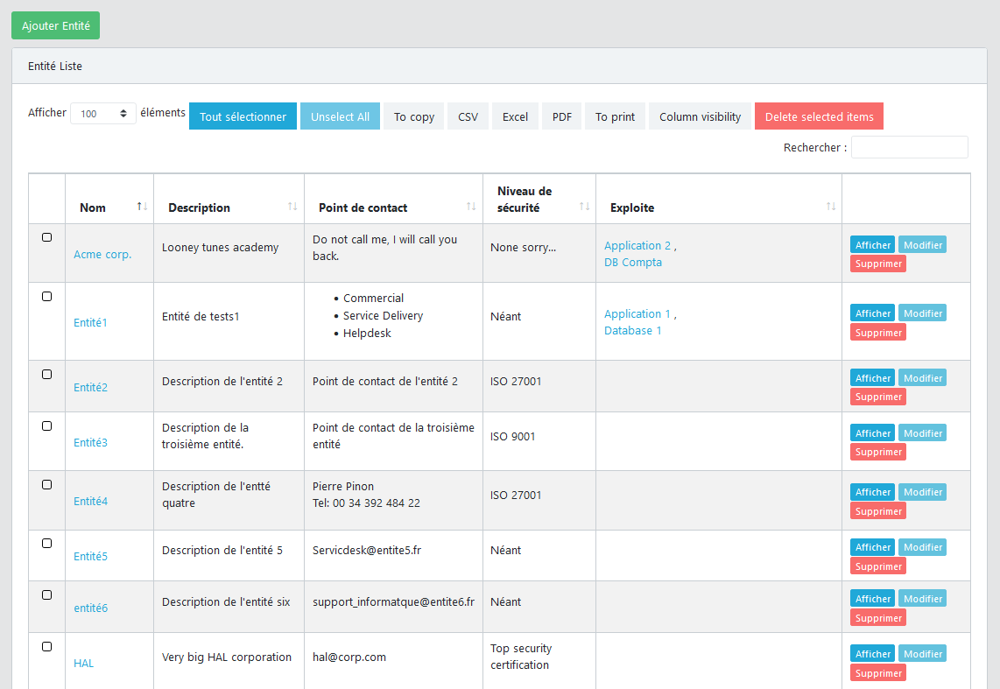 Ajouter Entité
Entité Liste
Afficher 100 éléments Tout sélectionner Unselect All To copy CSV Excel PDF To print Column visibility Delete selected items
Rechercher :
Nom Description Point de contact Niveau de sécurité Exploite
Acme corp. Looney tunes academy Do not call me, I will call you back. None sorry... Application 2 , DB Compta Afficher Modifier Supprimer
Entité1 Entité de tests1 • Commercial • Service Delivery • Helpdesk Néant Application 1 , Database 1 Afficher Modifier Supprimer
Entité2 Description de l'entité 2 Point de contact de l'entité 2 ISO 27001 Afficher Modifier Supprimer
Entité3 Description de la troisième entité. Point de contact de la troisième entité ISO 9001 Afficher Modifier Supprimer
Entité4 Description de l'entté quatre Pierre Pinon Tel: 00 34 392 484 22 ISO 27001 Afficher Modifier Supprimer
Entité5 Description de l'entité 5 Servicdesk@entite5.fr Néant Afficher Modifier Supprimer
entité6 Description de l'entité six support_informatque@entite6.fr Néant Afficher Modifier Supprimer
HAL Very big HAL corporation hal@corp.com Top security certification Afficher Modifier Supprimer